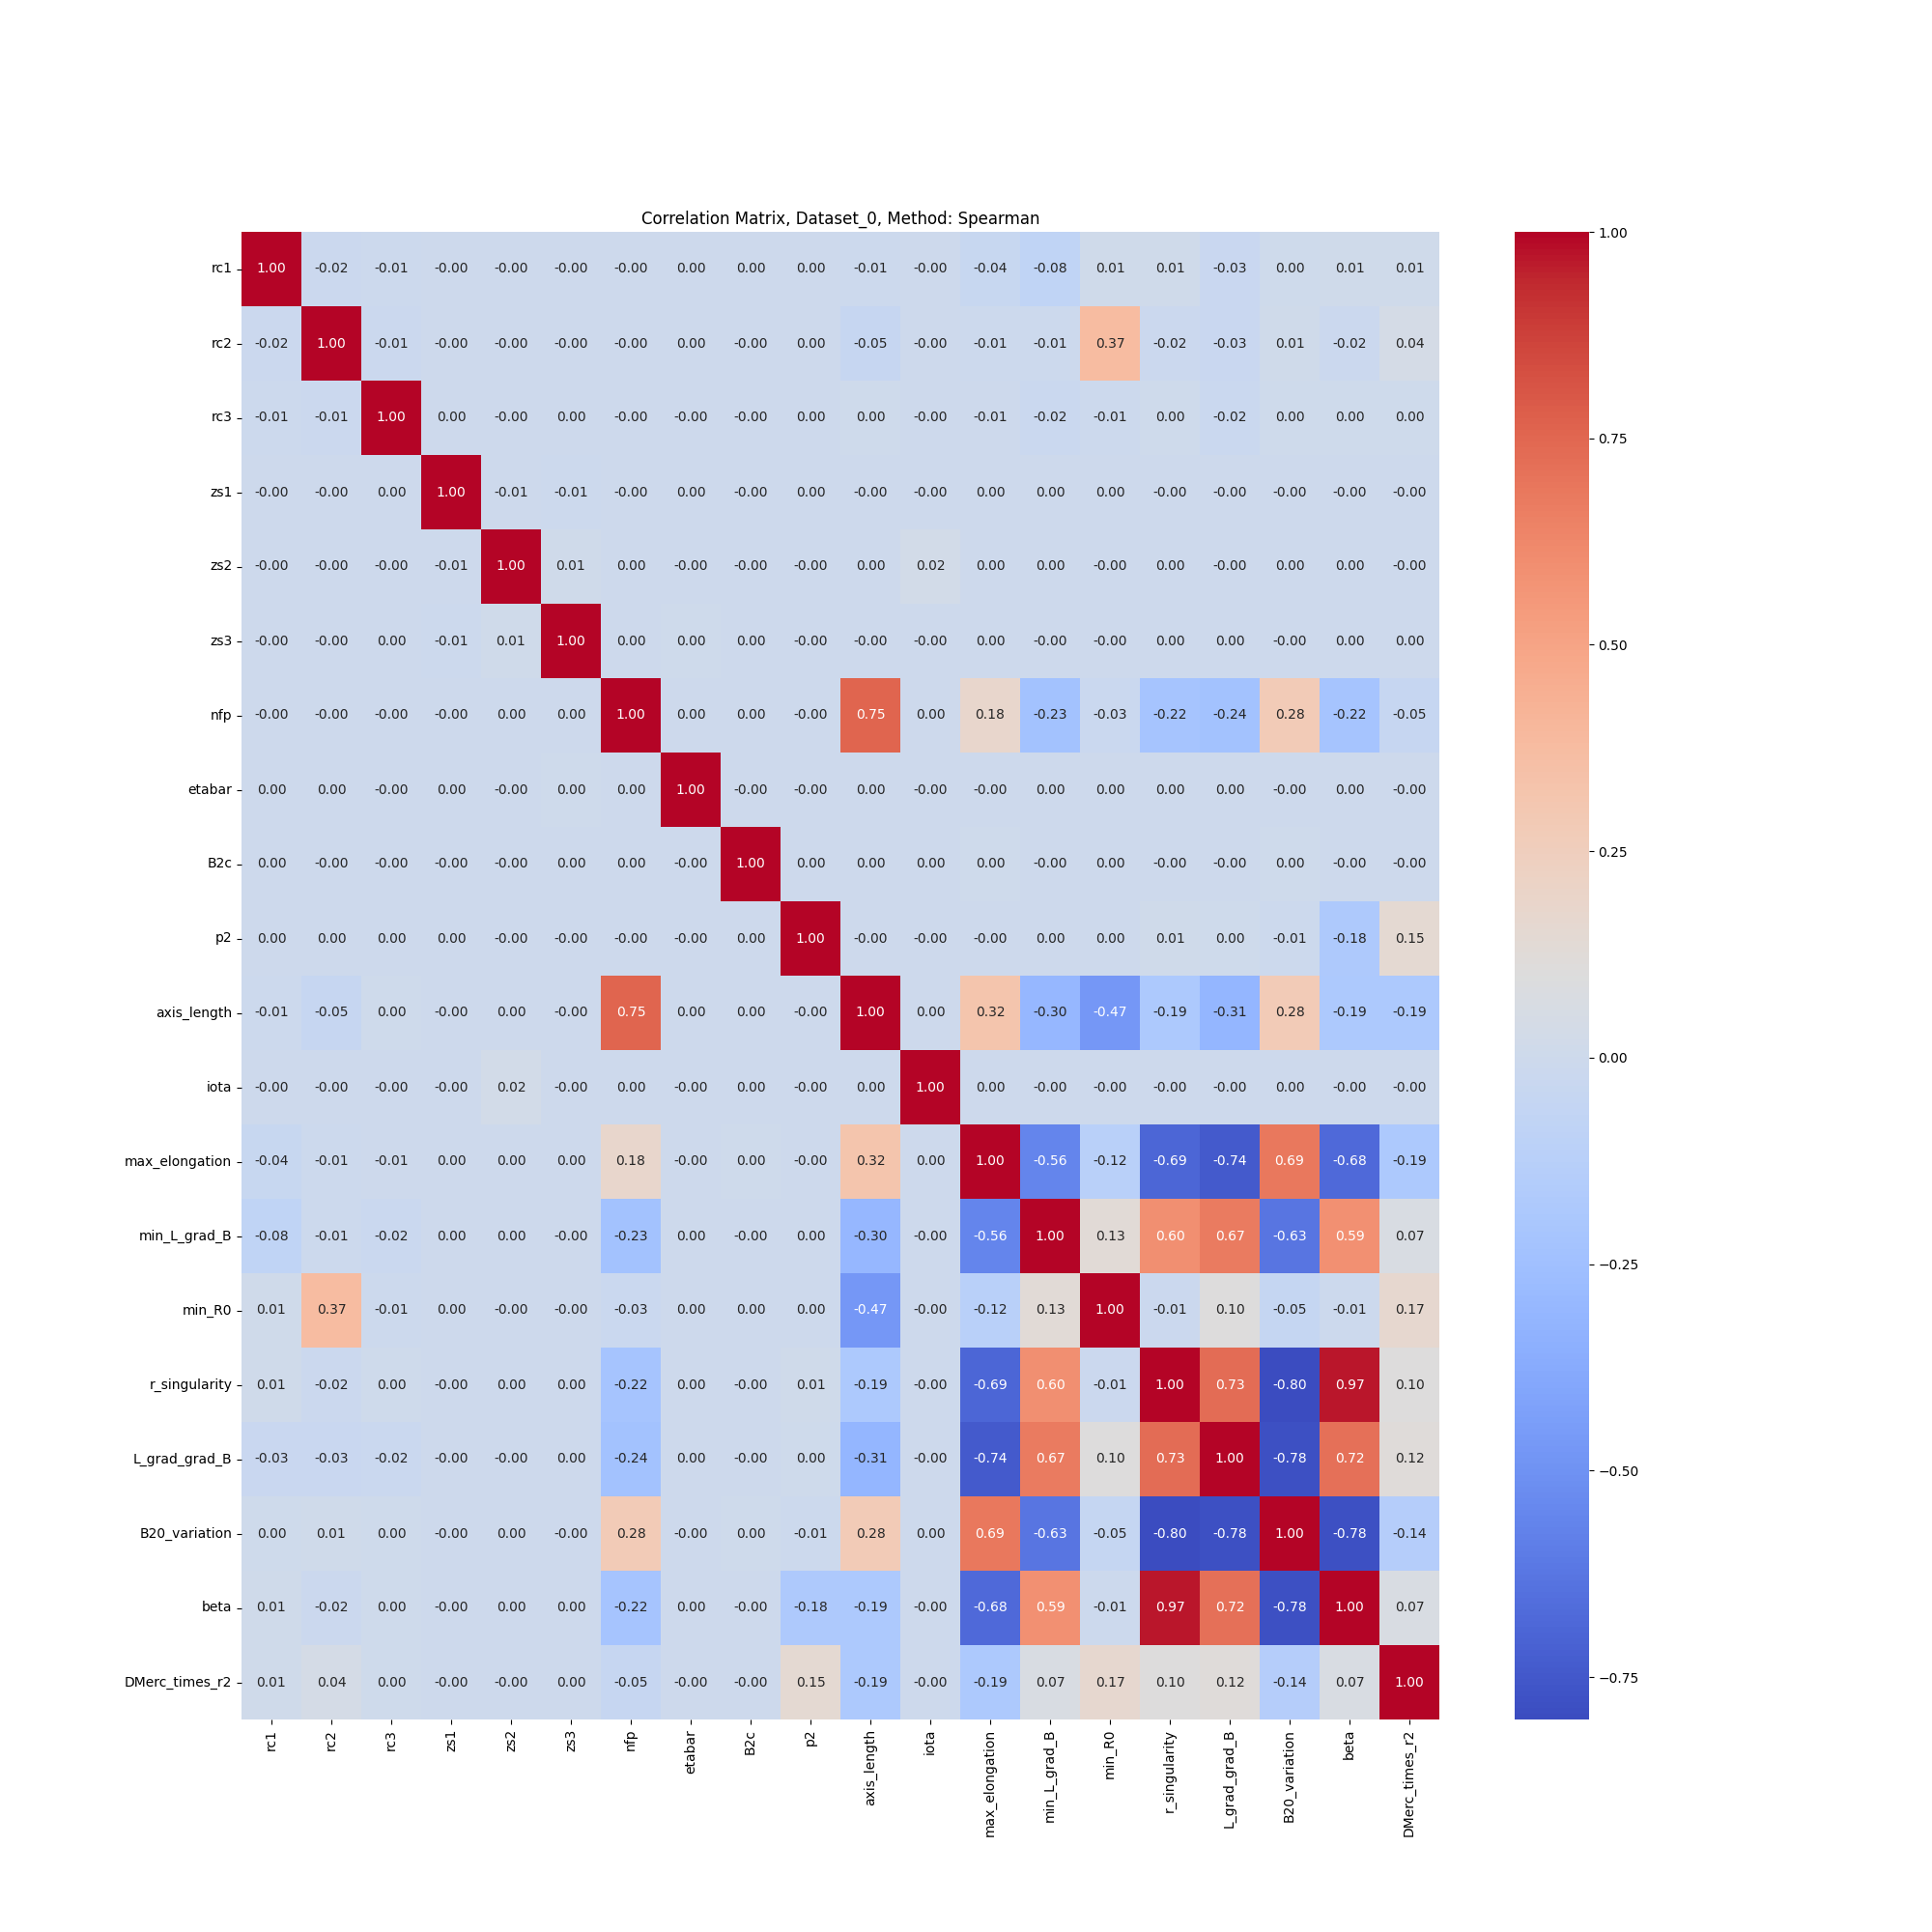 Correlation Matrix, Dataset_0, Method: Spearman
rc1 1.00 -0.02 -0.01 -0.00 -0.00 -0.00 -0.00 0.00 0.00 0.00 -0.01 -0.00 -0.04 -0.08 0.01 0.01 -0.03 0.00 0.01 0.01
rc2 -0.02 1.00 -0.01 -0.00 -0.00 -0.00 -0.00 0.00 -0.00 0.00 -0.05 -0.00 -0.01 -0.01 0.37 -0.02 -0.03 0.01 -0.02 0.04
rc3 -0.01 -0.01 1.00 0.00 -0.00 0.00 -0.00 -0.00 -0.00 0.00 0.00 -0.00 -0.01 -0.02 -0.01 0.00 -0.02 0.00 0.00 0.00
zs1 -0.00 -0.00 0.00 1.00 -0.01 -0.01 -0.00 0.00 -0.00 0.00 -0.00 -0.00 0.00 0.00 0.00 -0.00 -0.00 -0.00 -0.00 -0.00
zs2 -0.00 -0.00 -0.00 -0.01 1.00 0.01 0.00 -0.00 -0.00 -0.00 0.00 0.02 0.00 0.00 -0.00 0.00 -0.00 0.00 0.00 -0.00
zs3 -0.00 -0.00 0.00 -0.01 0.01 1.00 0.00 0.00 0.00 -0.00 -0.00 -0.00 0.00 -0.00 -0.00 0.00 -0.00 -0.00 0.00 0.00
nfp -0.00 -0.00 -0.00 -0.00 0.00 0.00 1.00 0.00 0.00 -0.00 0.75 0.00 0.18 -0.23 -0.03 -0.22 -0.24 0.28 -0.22 -0.05
etabar 0.00 0.00 -0.00 0.00 -0.00 0.00 0.00 1.00 -0.00 -0.00 0.00 -0.00 -0.00 0.00 0.00 0.00 0.00 -0.00 0.00 -0.00
B2c 0.00 -0.00 -0.00 -0.00 -0.00 0.00 0.00 -0.00 1.00 0.00 0.00 0.00 0.00 -0.00 0.00 -0.00 -0.00 0.00 -0.00 -0.00
p2 0.00 0.00 0.00 0.00 -0.00 -0.00 -0.00 -0.00 0.00 1.00 -0.00 -0.00 -0.00 0.00 0.00 0.01 0.00 -0.01 -0.18 0.15
axis_length -0.01 -0.05 0.00 -0.00 0.00 -0.00 0.75 0.00 0.00 -0.00 1.00 0.00 0.32 -0.30 -0.47 -0.19 -0.31 0.28 -0.19 -0.19
iota -0.00 -0.00 -0.00 -0.00 0.02 -0.00 0.00 -0.00 0.00 -0.00 0.00 1.00 0.00 -0.00 -0.00 -0.00 -0.00 0.00 -0.00 -0.00
max_elongation -0.04 -0.01 -0.01 0.00 0.00 0.00 0.18 -0.00 0.00 -0.00 0.32 0.00 1.00 -0.56 -0.12 -0.69 -0.74 0.69 -0.68 -0.19
min_L_grad_B -0.08 -0.01 -0.02 0.00 0.00 -0.00 -0.23 0.00 -0.00 0.00 -0.30 -0.00 -0.56 1.00 0.13 0.60 0.67 -0.63 0.59 0.07
min_R0 0.01 0.37 -0.01 0.00 -0.00 -0.00 -0.03 0.00 0.00 0.00 -0.47 -0.00 -0.12 0.13 1.00 -0.01 0.10 -0.05 -0.01 0.17
r_singularity 0.01 -0.02 0.00 -0.00 0.00 0.00 -0.22 0.00 -0.00 0.01 -0.19 -0.00 -0.69 0.60 -0.01 1.00 0.73 -0.80 0.97 0.10
L_grad_grad_B -0.03 -0.03 -0.02 -0.00 -0.00 -0.00 -0.24 0.00 -0.00 0.00 -0.31 -0.00 -0.74 0.67 0.10 0.73 1.00 -0.78 0.72 0.12
B20_variation 0.00 0.01 0.00 -0.00 0.00 -0.00 0.28 -0.00 0.00 -0.01 0.28 0.00 0.69 -0.63 -0.05 -0.80 -0.78 1.00 -0.78 -0.14
beta 0.01 -0.02 0.00 -0.00 0.00 0.00 -0.22 0.00 -0.00 -0.18 -0.19 -0.00 -0.68 0.59 -0.01 0.97 0.72 -0.78 1.00 0.07
DMerc_times_r2 0.01 0.04 0.00 -0.00 -0.00 0.00 -0.05 -0.00 -0.00 0.15 -0.19 -0.00 -0.19 0.07 0.17 0.10 0.12 -0.14 0.07 1.00
rc1 rc2 rc3 zs1 zs2 zs3 nfp etabar B2c p2 axis_length iota max_elongation min_L_grad_B min_R0 r_singularity L_grad_grad_B B20_variation beta DMerc_times_r2
1.00
0.75
0.50
0.25
0.00
−0.25
−0.50
−0.75